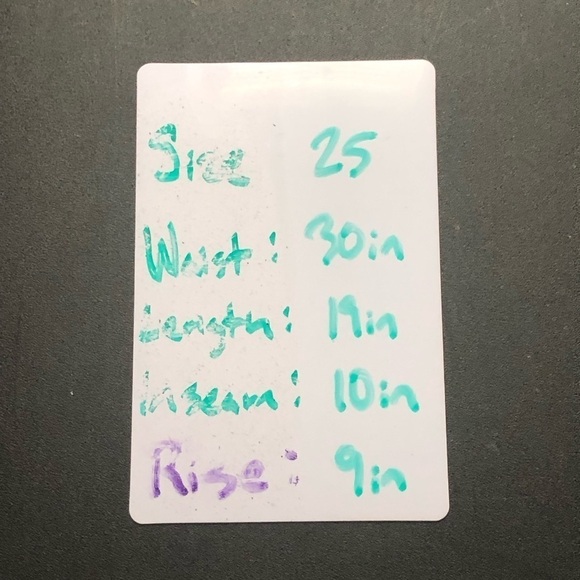 Size 25
Waist: 30in
Length: 19in
Inseam: 10in
Rise: 9in